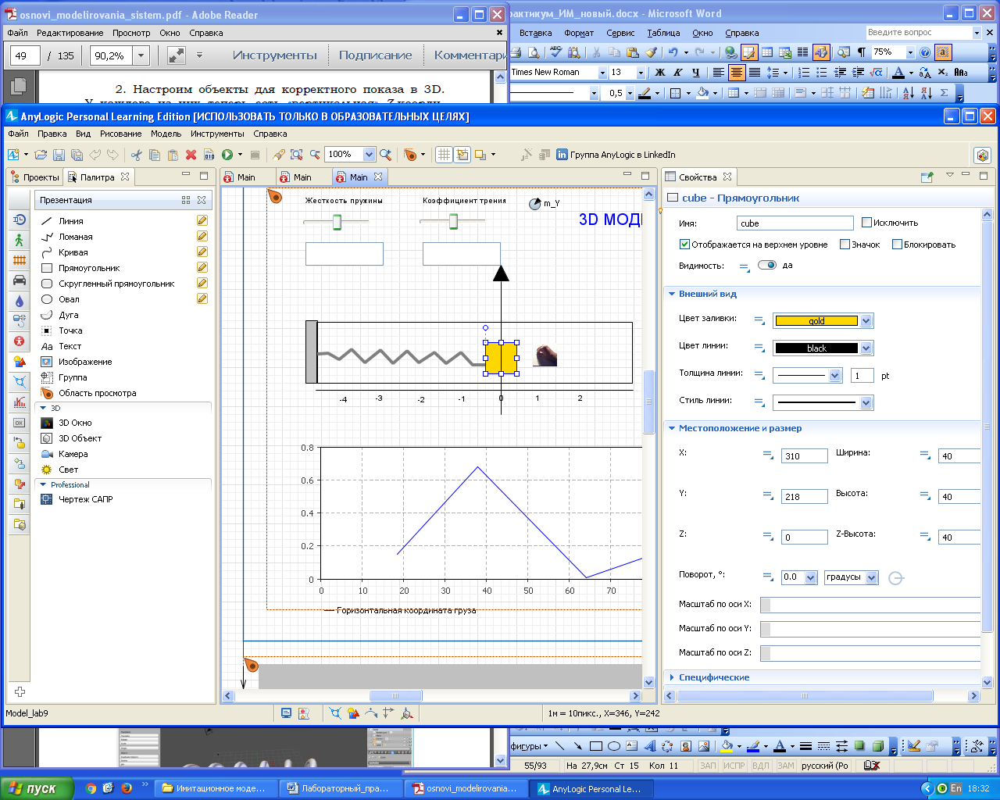 osnovi_modelirovania_sistem.pdf - Adobe Reader
рактикум_ИМ_новый.docx - Microsoft Word
Файл Редактирование Просмотр Окно Справка
Вставка Формат Сервис Таблица Окно Справка Введите вопрос
49 / 135 90,2% Инструменты Подписание Комментари
75%
Times New Roman 13 Ж К Ч
2. Настроим объекты для корректного показа в 3D.
0,5
AnyLogic Personal Learning Edition [ИСПОЛЬЗОВАТЬ ТОЛЬКО В ОБРАЗОВАТЕЛЬНЫХ ЦЕЛЯХ]
Файл Правка Вид Рисование Модель Инструменты Справка
100% Группа AnyLogic в LinkedIn
Проекты Палитра
Main Main Main
Свойства
Презентация
Линия
Ломаная
Кривая
Прямоугольник
Скругленный прямоугольник
Овал
Дуга
Точка
Aa Текст
Изображение
Группа
Область просмотра
3D
3D Окно
3D Объект
Камера
Свет
Professional
Чертеж САПР
Жесткость пружины Коэффициент трения m_Y
3D МОД
-4 -3 -2 -1 0 1 2
0.8
0.6
0.4
0.2
0
0 10 20 30 40 50 60 70
Горизонтальная координата груза
cube - Прямоугольник
Имя: cube Исключить
Отображается на верхнем уровне Значок Блокировать
Видимость: да
Внешний вид
Цвет заливки: gold
Цвет линии: black
Толщина линии: 1 pt
Стиль линии:
Местоположение и размер
X: 310 Ширина: 40
Y: 218 Высота: 40
Z: 0 Z-Высота: 40
Поворот, °: 0.0 градусы
Масштаб по оси X:
Масштаб по оси Y:
Масштаб по оси Z:
Специфические
Model_lab9 1м = 10пикс., X=346, Y=242
игуры
55/93 На 27,9см Ст 15 Кол 11 ЗАП ИСПР ВДЛ ЗАМ русский (Ро
пуск Имитационное моде... Лабораторный_пра... osnovi_modelirovania... AnyLogic Personal Le... En 18:32